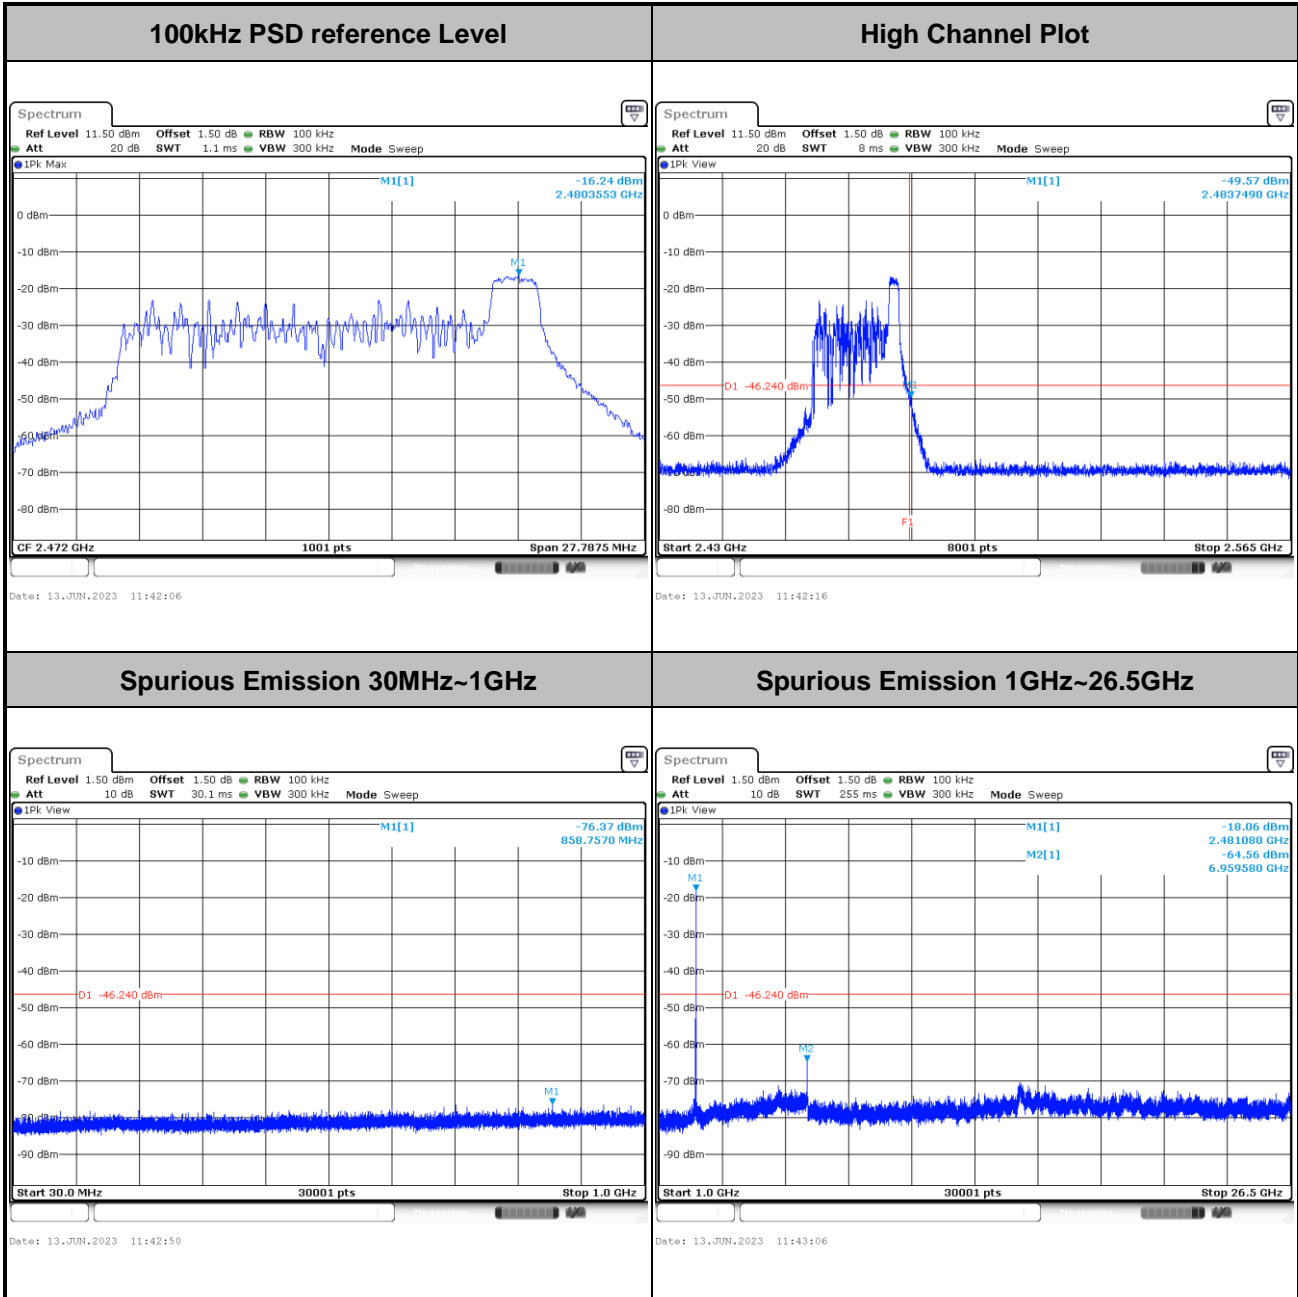 100kHz PSD reference Level
High Channel Plot
Spectrum
Ref Level 11.50 dBm Offset 1.50 dB RBW 100 kHz
Att 20 dB SWT 1.1 ms VBW 300 kHz Mode Sweep
1Pk Max
M1[1] -16.24 dBm
2.4803553 GHz
M1
0 dBm
-10 dBm
-20 dBm
-30 dBm
-40 dBm
-50 dBm
-60 dBm
-70 dBm
-80 dBm
CF 2.472 GHz 1001 pts Span 27.7875 MHz
Date: 13.JUN.2023 11:42:06
Spectrum
Ref Level 11.50 dBm Offset 1.50 dB RBW 100 kHz
Att 20 dB SWT 8 ms VBW 300 kHz Mode Sweep
1Pk View
M1[1] -49.57 dBm
2.4837490 GHz
0 dBm
-10 dBm
-20 dBm
-30 dBm
-40 dBm
D1 -46.240 dBm
-50 dBm
-60 dBm
-80 dBm
F1
Start 2.43 GHz 8001 pts Stop 2.565 GHz
Date: 13.JUN.2023 11:42:16
Spurious Emission 30MHz~1GHz
Spurious Emission 1GHz~26.5GHz
Spectrum
Ref Level 1.50 dBm Offset 1.50 dB RBW 100 kHz
Att 10 dB SWT 30.1 ms VBW 300 kHz Mode Sweep
1Pk View
M1[1] -76.37 dBm
858.7570 MHz
-10 dBm
-20 dBm
-30 dBm
-40 dBm
D1 -46.240 dBm
-50 dBm
-60 dBm
-70 dBm
M1
-90 dBm
Start 30.0 MHz 30001 pts Stop 1.0 GHz
Date: 13.JUN.2023 11:42:50
Spectrum
Ref Level 1.50 dBm Offset 1.50 dB RBW 100 kHz
Att 10 dB SWT 255 ms VBW 300 kHz Mode Sweep
1Pk View
M1[1] -18.06 dBm
2.481080 GHz
M2[1] -64.56 dBm
6.959580 GHz
-10 dBm
M1
-20 dBm
-30 dBm
-40 dBm
D1 -46.240 dBm
-50 dBm
-60 dBm
M2
-70 dBm
-90 dBm
Start 1.0 GHz 30001 pts Stop 26.5 GHz
Date: 13.JUN.2023 11:43:06